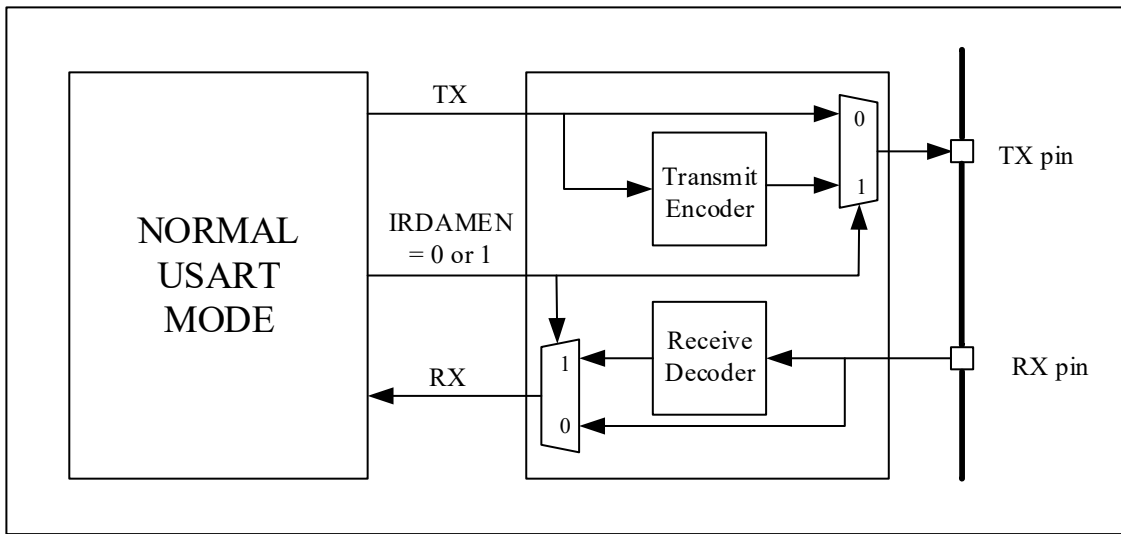 TX
0
TX pin
Transmit
Encoder
1
NORMAL
USART
MODE
IRDAMEN
= 0 or 1
Receive
Decoder
1
RX
RX pin
0